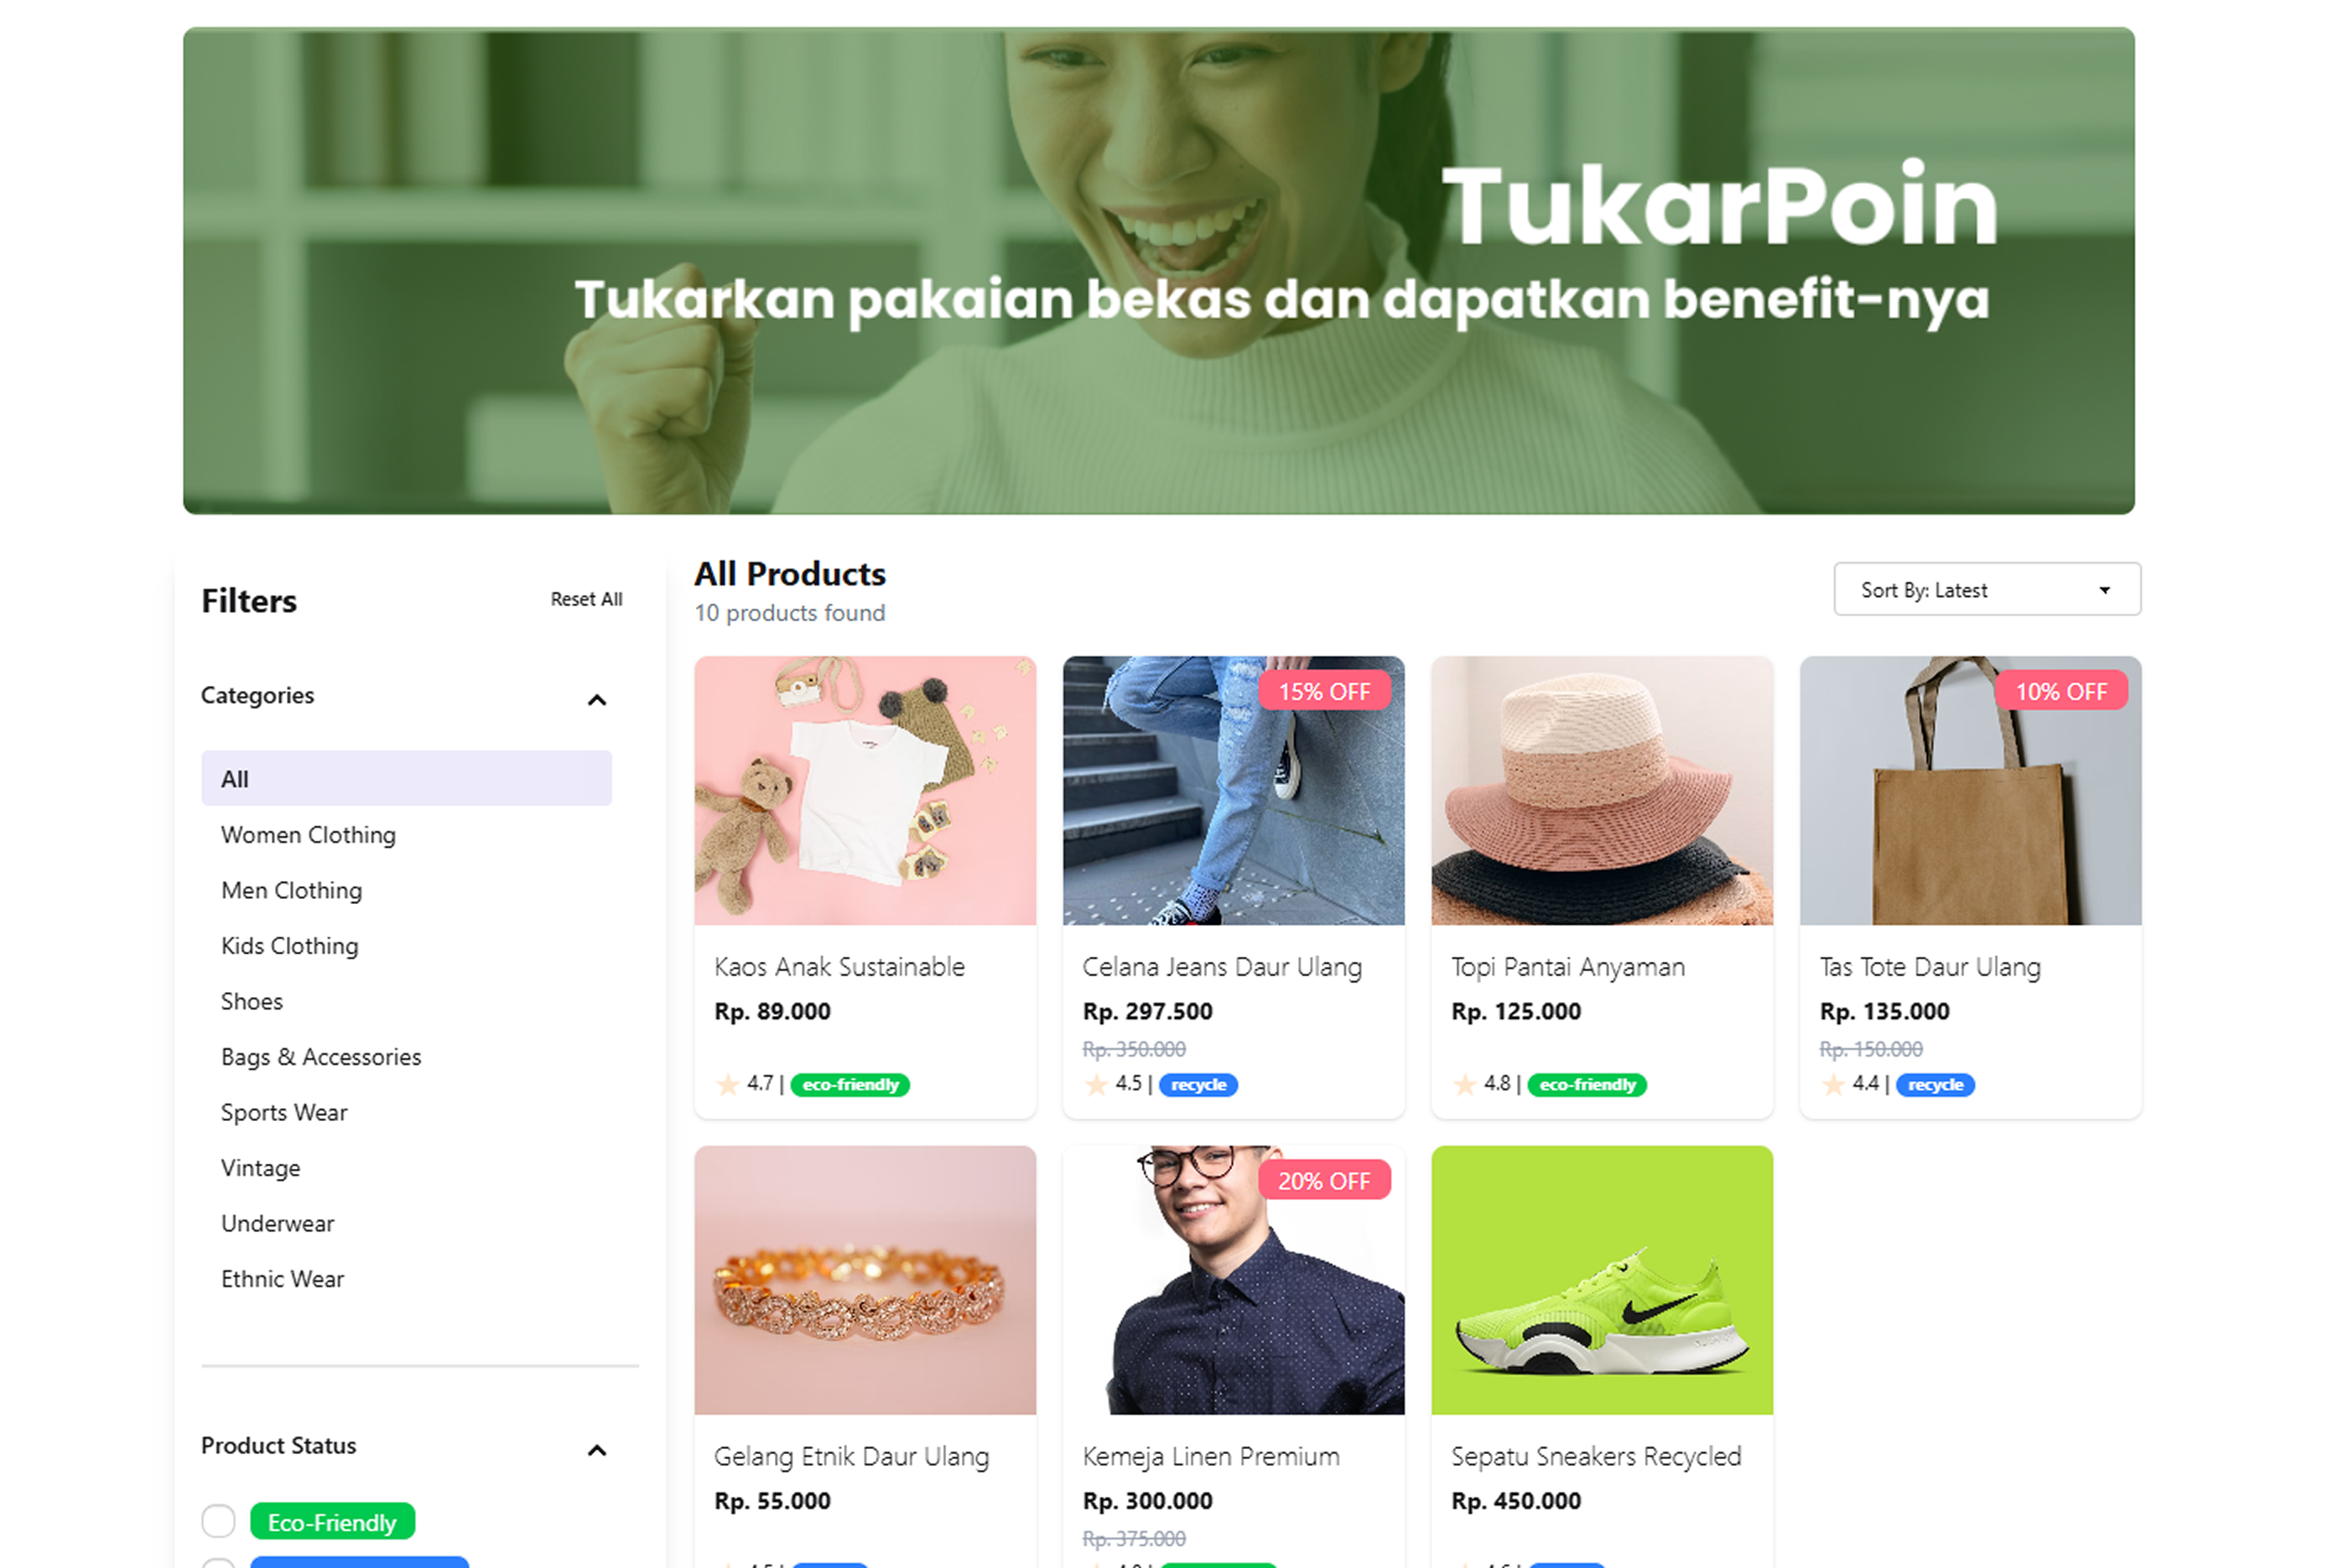 TukarPoin
Tukarkan pakaian bekas dan dapatkan benefit-nya
Filters
Reset All
Categories
All
Women Clothing
Men Clothing
Kids Clothing
Shoes
Bags & Accessories
Sports Wear
Vintage
Underwear
Ethnic Wear
Product Status
Eco-Friendly
All Products
10 products found
Sort By: Latest
Kaos Anak Sustainable
Rp. 89.000
4.7 | eco-friendly
15% OFF
Celana Jeans Daur Ulang
Rp. 297.500
Rp. 350.000
4.5 | recycle
Topi Pantai Anyaman
Rp. 125.000
4.8 | eco-friendly
10% OFF
Tas Tote Daur Ulang
Rp. 135.000
Rp. 150.000
4.4 | recycle
Gelang Etnik Daur Ulang
Rp. 55.000
20% OFF
Kemeja Linen Premium
Rp. 300.000
Rp. 375.000
Sepatu Sneakers Recycled
Rp. 450.000